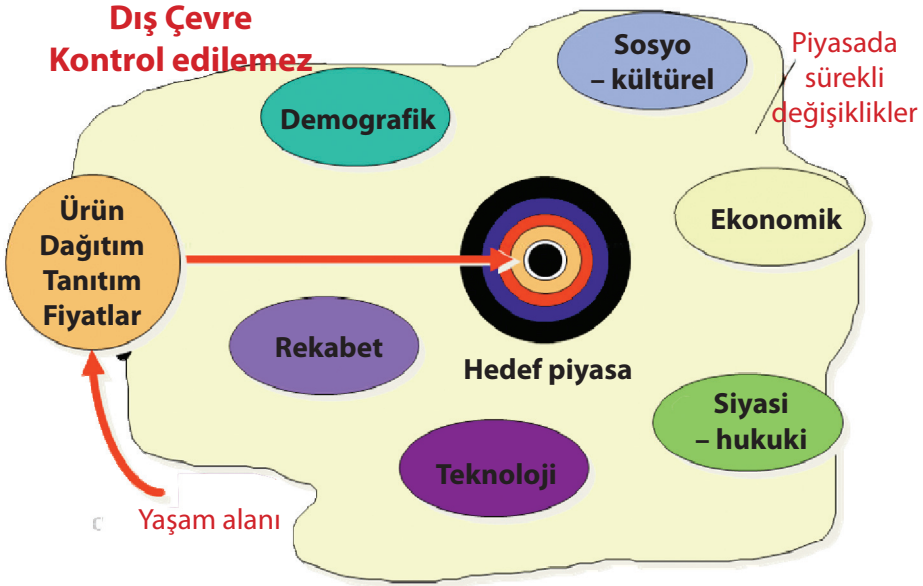 Dış Çevre
Kontrol edilemez
Sosyo
– kültürel
Piyasada
sürekli
değişiklikler
Demografik
Ürün
Dağıtım
Tanıtım
Fiyatlar
Ekonomik
Rekabet
Hedef piyasa
Siyasi
– hukuki
Teknoloji
Yaşam alanı